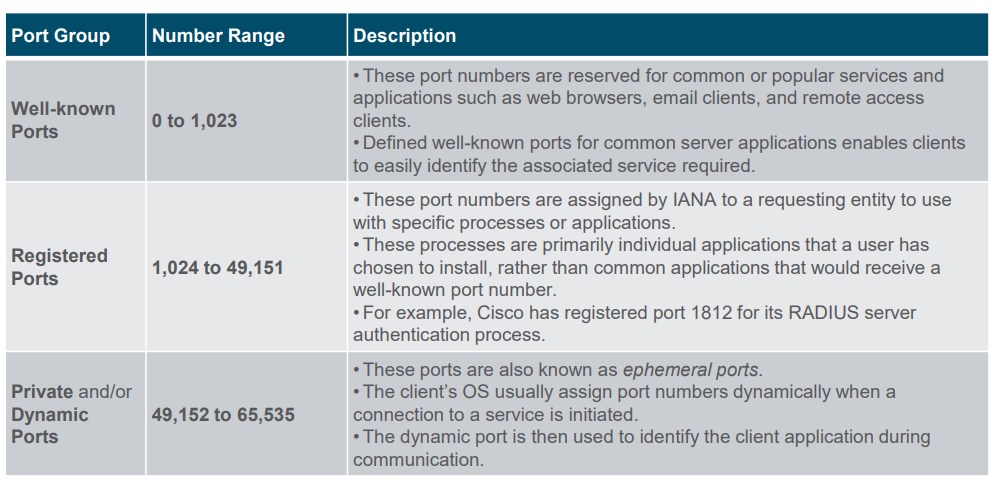 Port Group Number Range Description
Well-known Ports
0 to 1,023
• These port numbers are reserved for common or popular services and
applications such as web browsers, email clients, and remote access
clients.
• Defined well-known ports for common server applications enables clients
to easily identify the associated service required.
Registered
Ports
1,024 to 49,151
• These port numbers are assigned by IANA to a requesting entity to use
with specific processes or applications.
• These processes are primarily individual applications that a user has
chosen to install, rather than common applications that would receive a
well-known port number.
• For example, Cisco has registered port 1812 for its RADIUS server
authentication process.
Private and/or
Dynamic
Ports
49,152 to 65,535
• These ports are also known as ephemeral ports.
• The client’s OS usually assign port numbers dynamically when a
connection to a service is initiated.
• The dynamic port is then used to identify the client application during
communication.